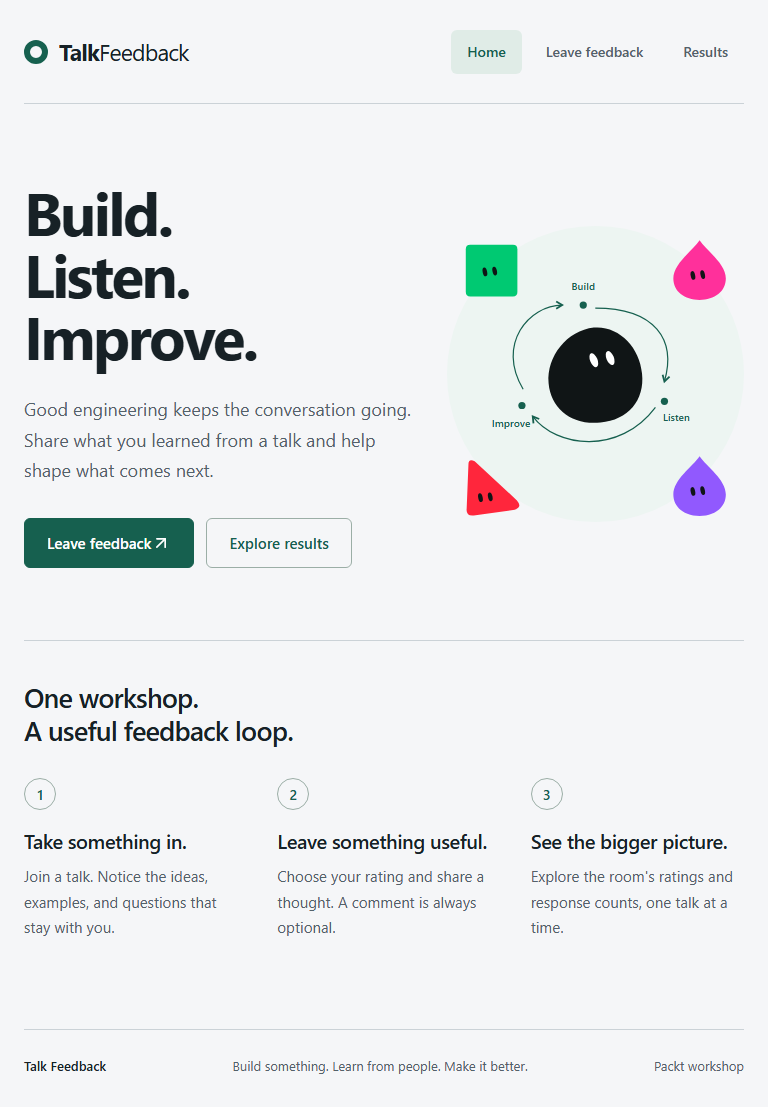 TalkFeedback
Home
Leave feedback
Results
Build.
Listen.
Improve.
Good engineering keeps the conversation going.
Share what you learned from a talk and help
shape what comes next.
Leave feedback
Explore results
Build
Listen
Improve
One workshop.
A useful feedback loop.
1
Take something in.
Join a talk. Notice the ideas,
examples, and questions that
stay with you.
2
Leave something useful.
Choose your rating and share a
thought. A comment is always
optional.
3
See the bigger picture.
Explore the room's ratings and
response counts, one talk at a
time.
Talk Feedback
Build something. Learn from people. Make it better.
Packt workshop